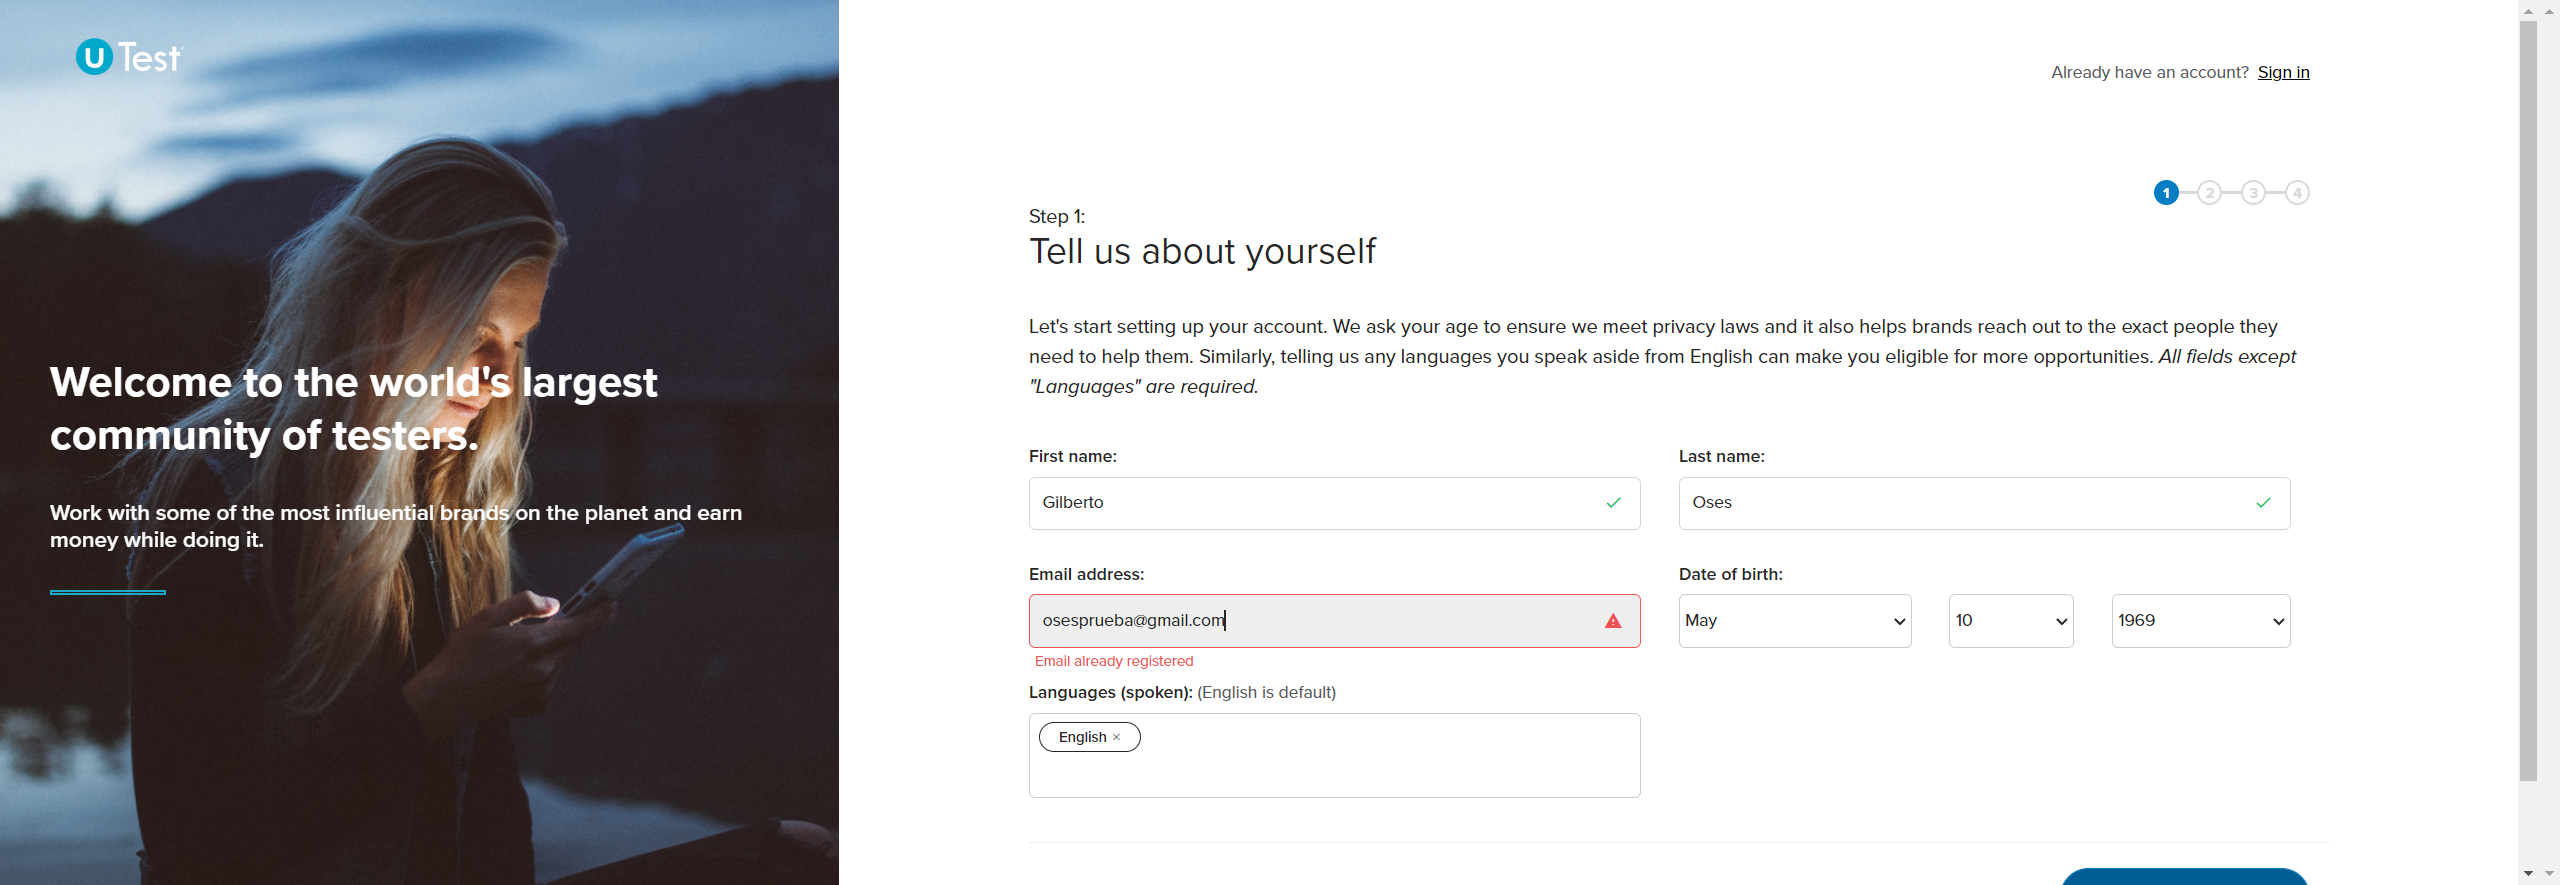 U Test
Already have an account? Sign in
1 2 3 4
Step 1:
Tell us about yourself
Let's start setting up your account. We ask your age to ensure we meet privacy laws and it also helps brands reach out to the exact people they
need to help them. Similarly, telling us any languages you speak aside from English can make you eligible for more opportunities. All fields except
"Languages" are required.
Welcome to the world's largest
community of testers.
Work with some of the most influential brands on the planet and earn
money while doing it.
First name:
Gilberto
Last name:
Oses
Email address:
osesprueba@gmail.com
Email already registered
Date of birth:
May
10
1969
Languages (spoken): (English is default)
English ×